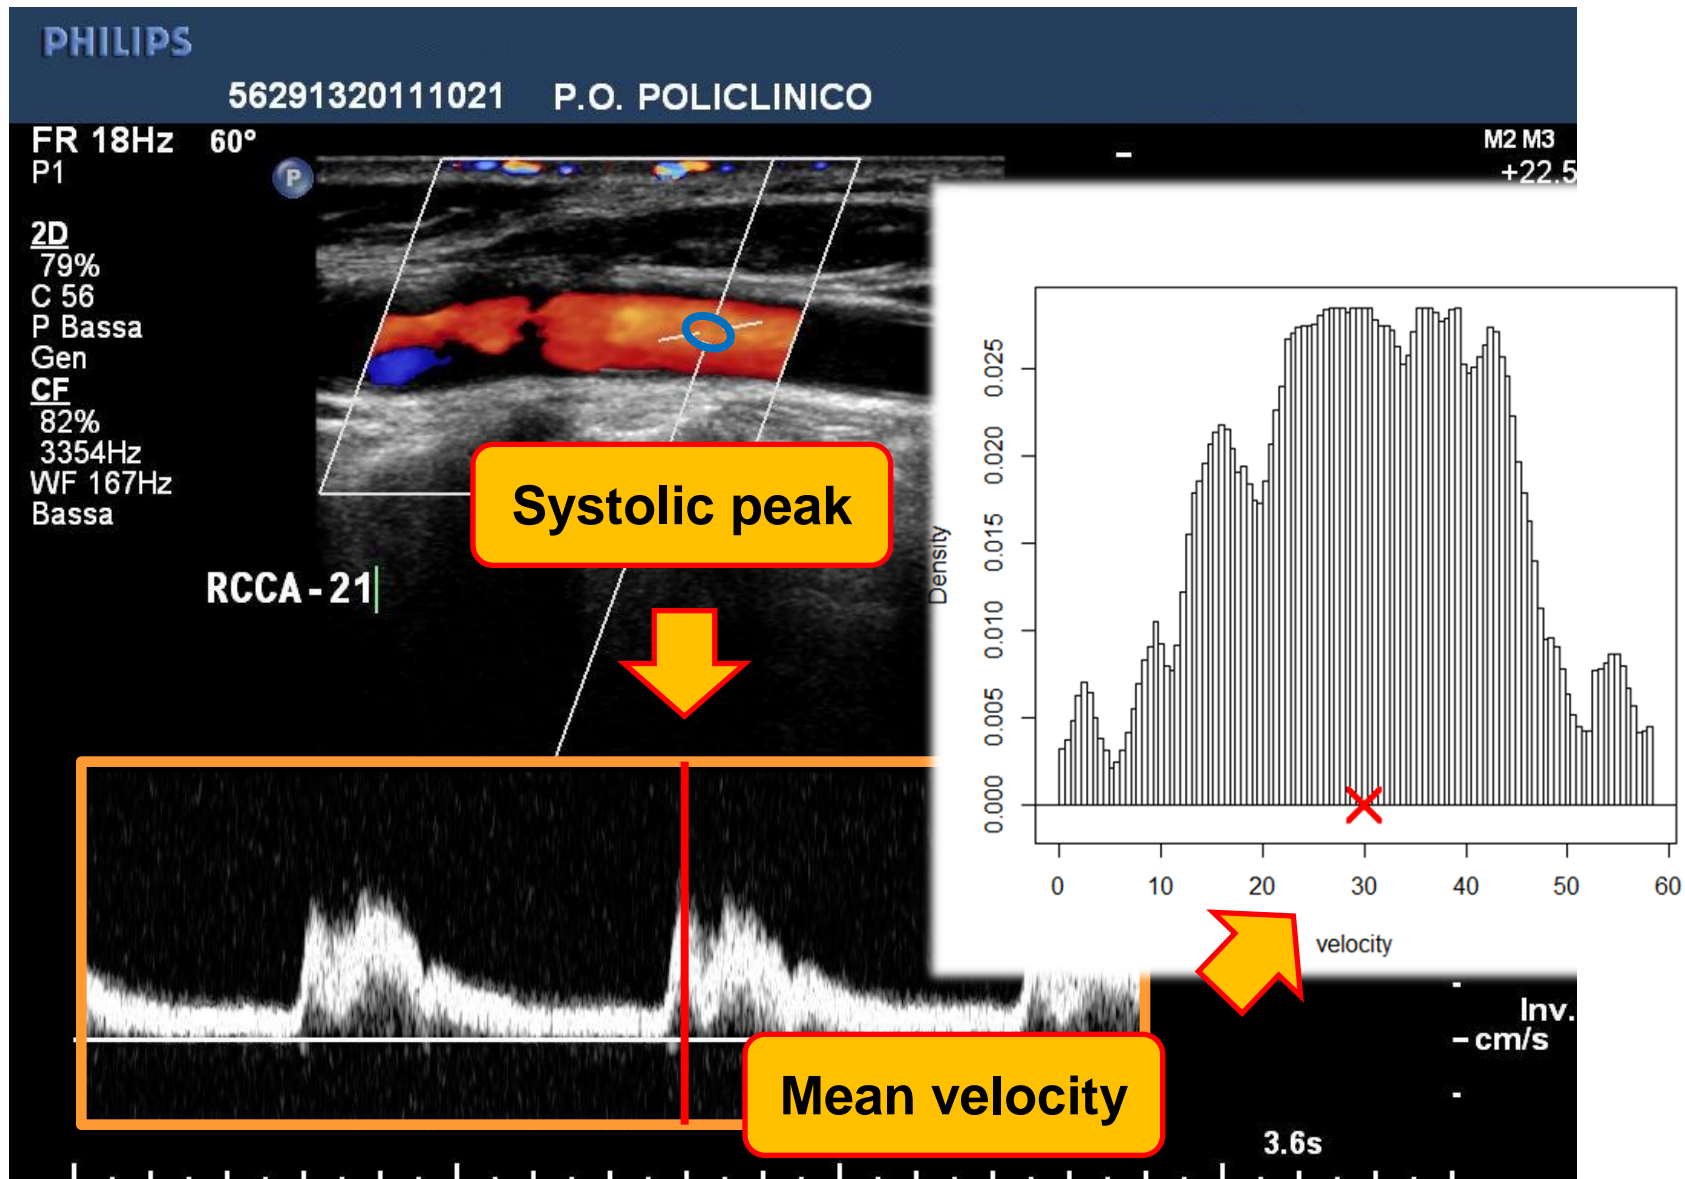 PHILIPS
56291320111021 P.O. POLICLINICO
FR 18Hz 60°
P1
P
M2 M3
+22.5
2D
79%
C 56
P Bassa
Gen
CF
82%
3354Hz
WF 167Hz
Bassa
RCCA - 21
Systolic peak
Density
0.000 0.005 0.010 0.015 0.020 0.025
0 10 20 30 40 50 60
velocity
Inv.
cm/s
Mean velocity
3.6s